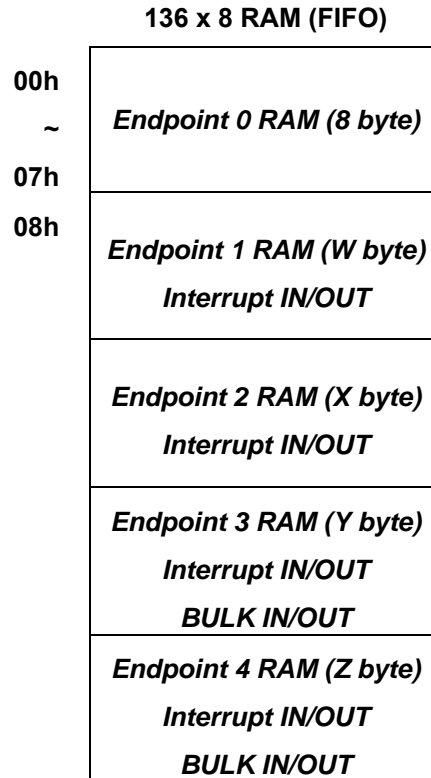 136 x 8 RAM (FIFO)
00h
~
07h
08h
Endpoint 0 RAM (8 byte)
Endpoint 1 RAM (W byte)
Interrupt IN/OUT
Endpoint 2 RAM (X byte)
Interrupt IN/OUT
Endpoint 3 RAM (Y byte)
Interrupt IN/OUT
BULK IN/OUT
Endpoint 4 RAM (Z byte)
Interrupt IN/OUT
BULK IN/OUT